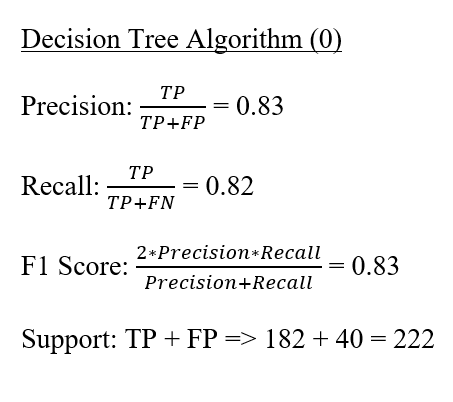 Decision Tree Algorithm (0)
Precision: TP / TP+FP = 0.83
Recall: TP / TP+FN = 0.82
F1 Score: 2*Precision*Recall / Precision+Recall = 0.83
Support: TP + FP => 182 + 40 = 222